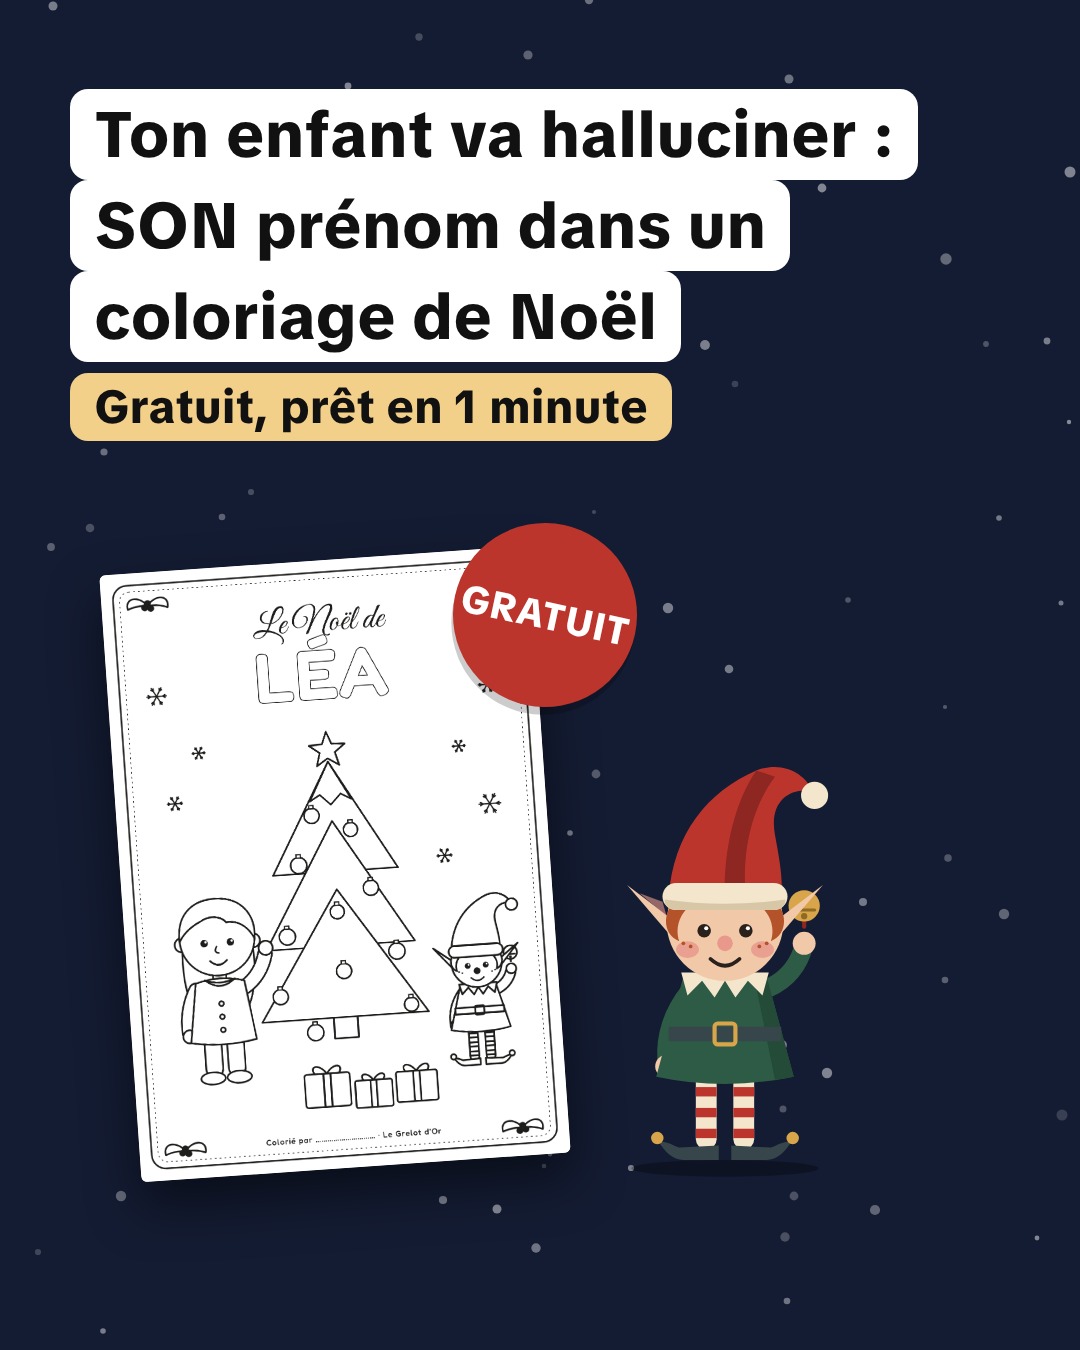 Ton enfant va halluciner :
SON prénom dans un
coloriage de Noël
Gratuit, prêt en 1 minute
GRATUIT
Le Noël de
LÉA
Colorié par ........................ - Le Grelot d'Or